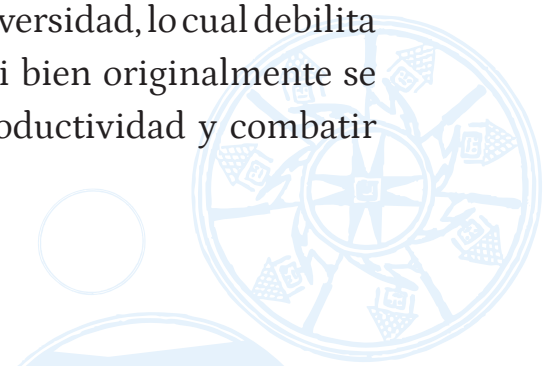 versidad, lo cual debilita
i bien originalmente se
oductividad y combatir